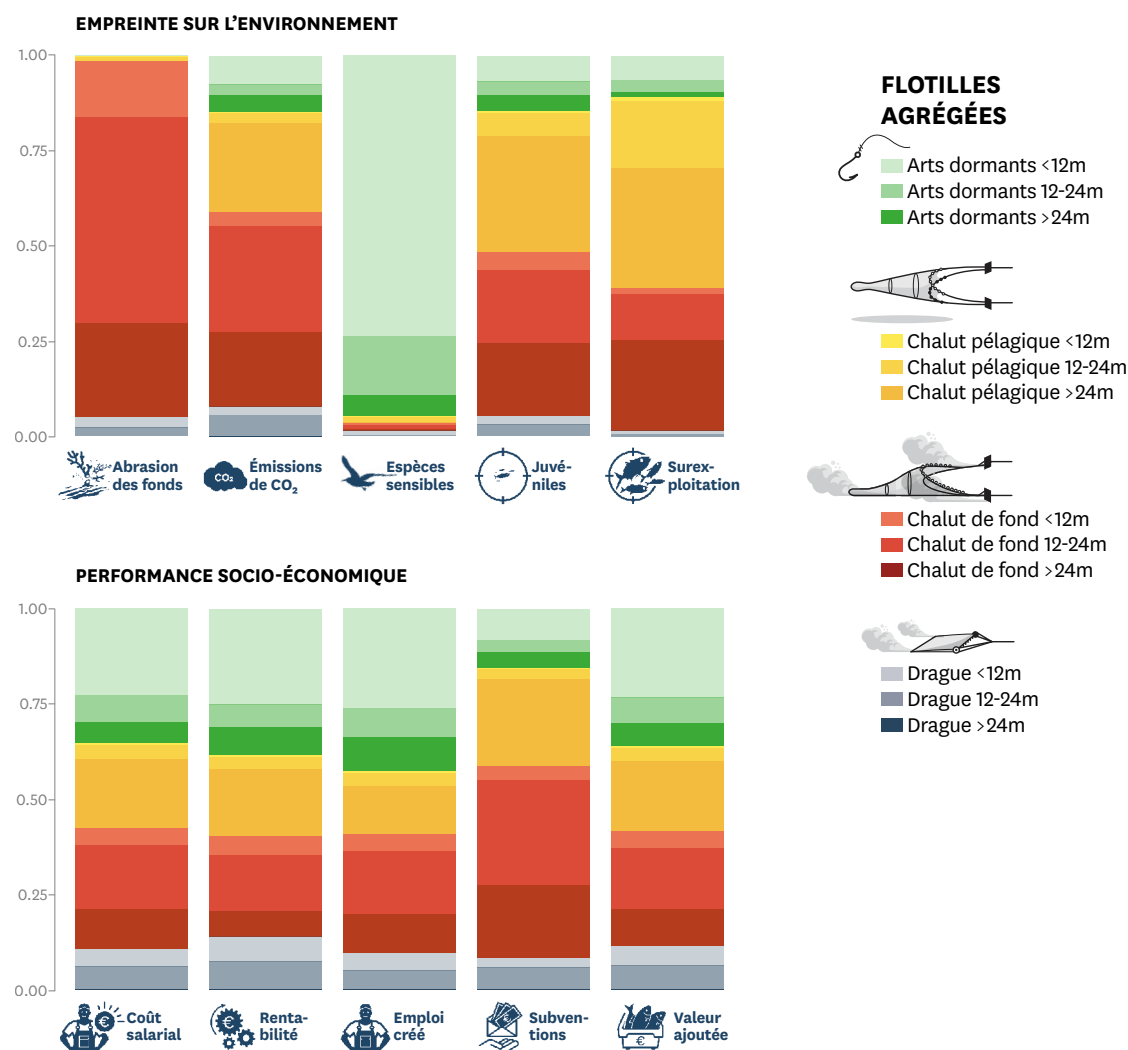 EMPREINTE SUR L'ENVIRONNEMENT
1.00
0.75
0.50
0.25
0.00
Abrasion
des fonds
CO₂
Émissions
de CO₂
Espèces
sensibles
Juvé-
niles
Surex-
ploitation
PERFORMANCE SOCIO-ÉCONOMIQUE
1.00
0.75
0.50
0.25
0.00
€
Coût
salarial
€
Renta-
bilité
Emploi
créé
€
Subven-
tions
€
Valeur
ajoutée
FLOTILLES
AGRÉGÉES
Arts dormants <12m
Arts dormants 12-24m
Arts dormants >24m
Chalut pélagique <12m
Chalut pélagique 12-24m
Chalut pélagique >24m
Chalut de fond <12m
Chalut de fond 12-24m
Chalut de fond >24m
Drague <12m
Drague 12-24m
Drague >24m